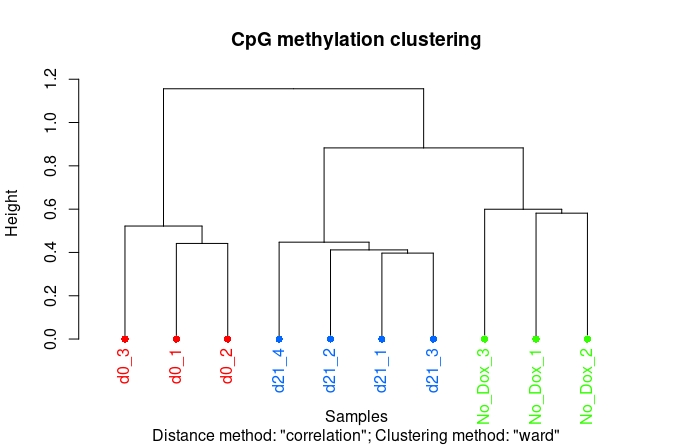 CpG methylation clustering
Height
1.2
1.0
0.8
0.6
0.4
0.2
0.0
d0_3
d0_1
d0_2
d21_4
d21_2
d21_1
d21_3
No_Dox_3
No_Dox_1
No_Dox_2
Samples
Distance method: "correlation"; Clustering method: "ward"